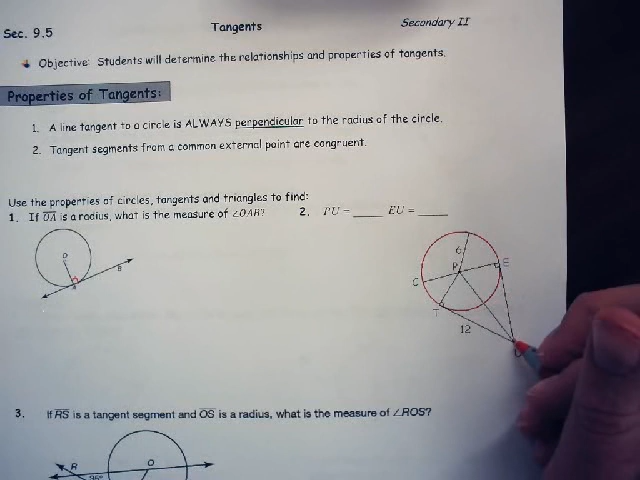 Sec. 9.5
Tangents
Secondary II
Objective: Students will determine the relationships and properties of tangents.
Properties of Tangents:
1. A line tangent to a circle is ALWAYS perpendicular to the radius of the circle.
2. Tangent segments from a common external point are congruent.
Use the properties of circles, tangents and triangles to find:
1. If OA is a radius, what is the measure of ∠OAB?
2. PU = _____ EU = _____
O
B
6
P
E
C
T
12
3. If RS is a tangent segment and OS is a radius, what is the measure of ∠ROS?
R
O